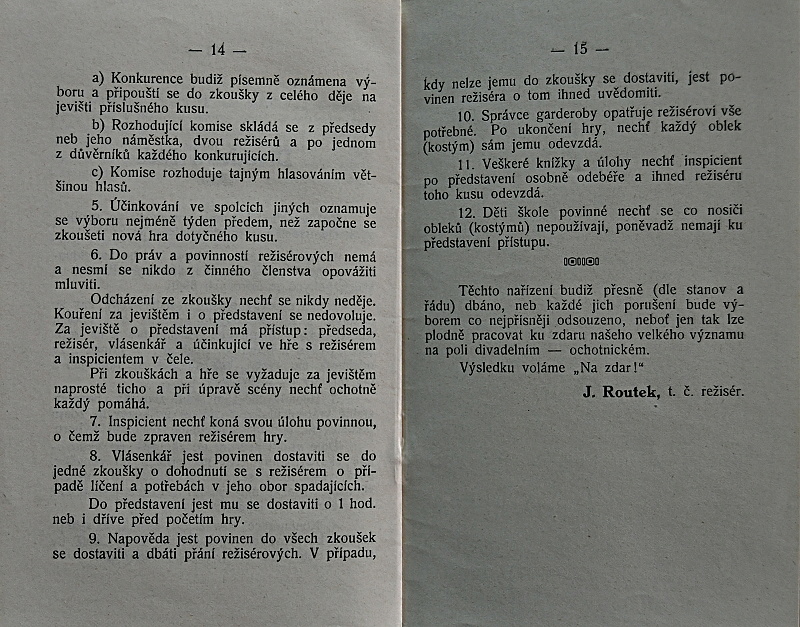 — 14 —
a) Konkurence budiž písemně oznámena vý-
boru a připouští se do zkoušky z celého děje na
jevišti příslušného kusu.
b) Rozhodující komise skládá se z předsedy
neb jeho náměstka, dvou režisérů a po jednom
z důvěrníků každého konkurujících.
c) Komise rozhoduje tajným hlasováním vět-
šinou hlasů.
5. Účinkování ve spolcích jiných oznamuje
se výboru nejméně týden předem, než započne se
zkoušeti nová hra dotyčného kusu.
6. Do práv a povinností režisérových nemá
a nesmí se nikdo z činného členstva opovážiti
mluviti.
Odcházení ze zkoušky nechť se nikdy neděje.
Kouření za jevištěm i o představení se nedovoluje.
Za jeviště o představení má přístup: předseda,
režisér, vlásenkář a účinkující ve hře s režisérem
a inspicientem v čele.
Při zkouškách a hře se vyžaduje za jevištěm
naprosté ticho a při úpravě scény nechť ochotně
každý pomáhá.
7. Inspicient nechť koná svou úlohu povinnou,
o čemž bude zpraven režisérem hry.
8. Vlásenkář jest povinen dostaviti se do
jedné zkoušky o dohodnutí se s režisérem o pří-
padě líčení a potřebách v jeho obor spadajících.
Do představení jest mu se dostaviti o 1 hod.
neb i dříve před početím hry.
9. Napověda jest povinen do všech zkoušek
se dostaviti a dbáti přání režisérových. V případu,
— 15 —
kdy nelze jemu do zkoušky se dostaviti, jest po-
vinen režiséra o tom ihned uvědomiti.
10. Správce garderoby opatřuje režisérovi vše
potřebné. Po ukončení hry, nechť každý oblek
(kostým) sám jemu odevzdá.
11. Veškeré knížky a úlohy nechť inspicient
po představení osobně odebéře a ihned režiséru
toho kusu odevzdá.
12. Děti škole povinné nechť se co nosiči
obleků (kostýmů) nepoužívají, poněvadž nemají ku
představení přístupu.
Těchto nařízení budiž přesně (dle stanov a
řádu) dbáno, neb každé jich porušení bude vý-
borem co nejpřísněji odsouzeno, neboť jen tak lze
plodně pracovat ku zdaru našeho velkého významu
na poli divadelním — ochotnickém.
Výsledku voláme „Na zdar!“
J. Routek, t. č. režisér.